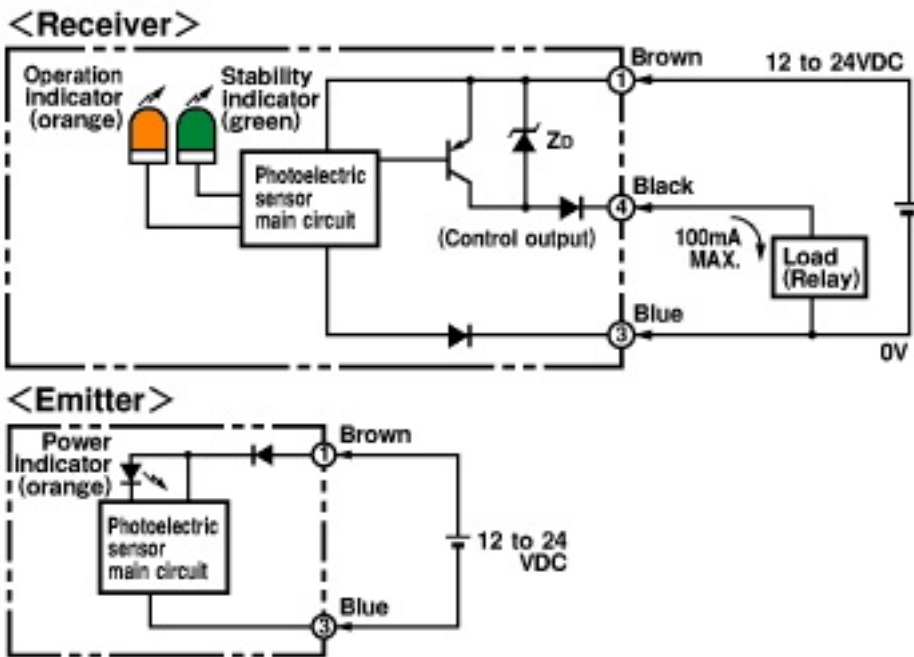 <Receiver>
Operation
indicator
(orange)
Stability
indicator
(green)
Photoelectric
sensor
main circuit
ZD
(Control output)
1
Brown
12 to 24VDC
4
Black
100mA
MAX.
Load
(Relay)
3
Blue
0V
<Emitter>
Power
indicator
(orange)
Photoelectric
sensor
main circuit
1
Brown
12 to 24
VDC
3
Blue